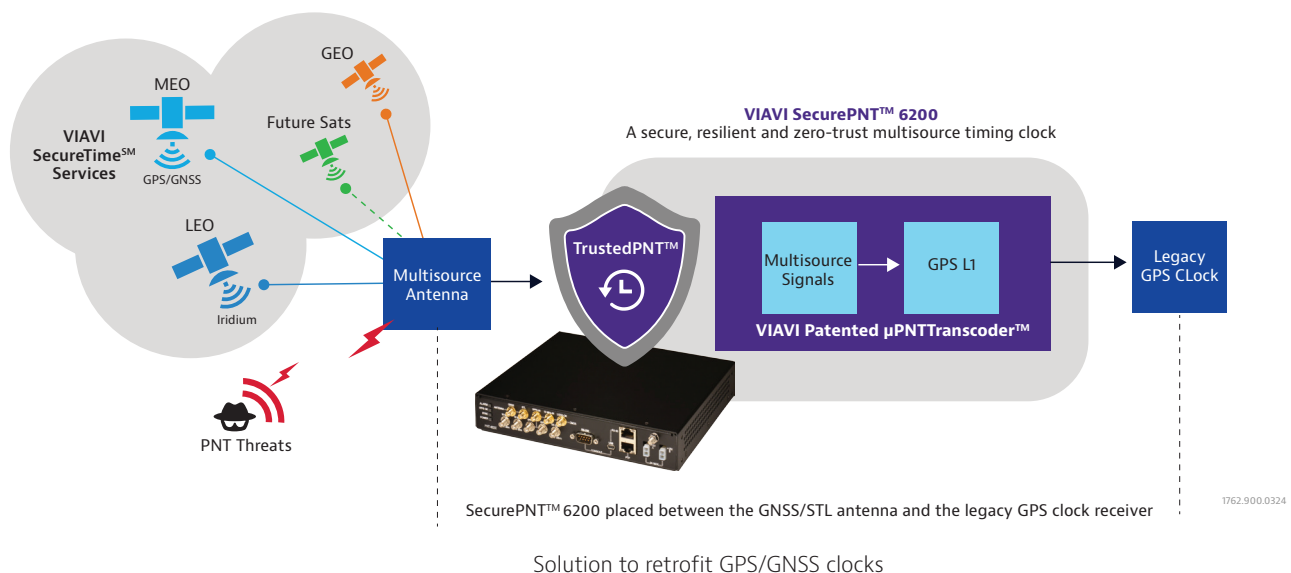 GEO
MEO
Future Sats
VIAVI
SecureTimeSM
Services
GPS/GNSS
LEO
Iridium
Multisource
Antenna
PNT Threats
VIAVI SecurePNT™ 6200
A secure, resilient and zero-trust multisource timing clock
TrustedPNT™
Multisource
Signals
GPS L1
VIAVI Patented µPNTTranscoder™
Legacy
GPS CLock
SecurePNT™ 6200 placed between the GNSS/STL antenna and the legacy GPS clock receiver
1762.900.0324
Solution to retrofit GPS/GNSS clocks